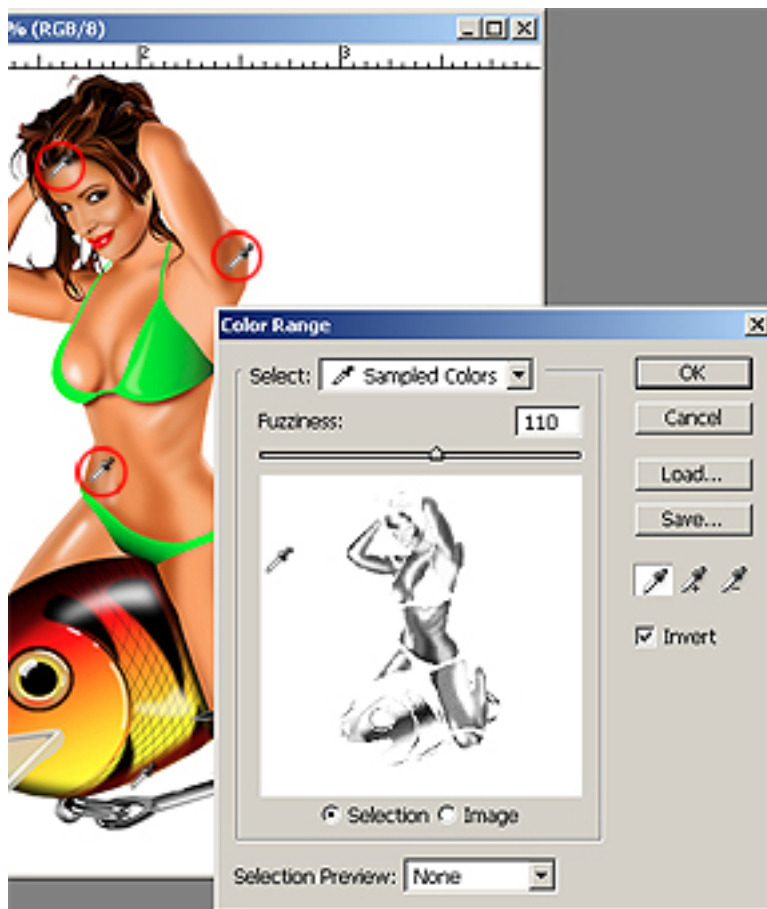 % (RGB/8)
2 3
Color Range
Select: Sampled Colors
OK
Fuzziness: 110
Cancel
Load...
Save...
Invert
Selection Image
Selection Preview: None